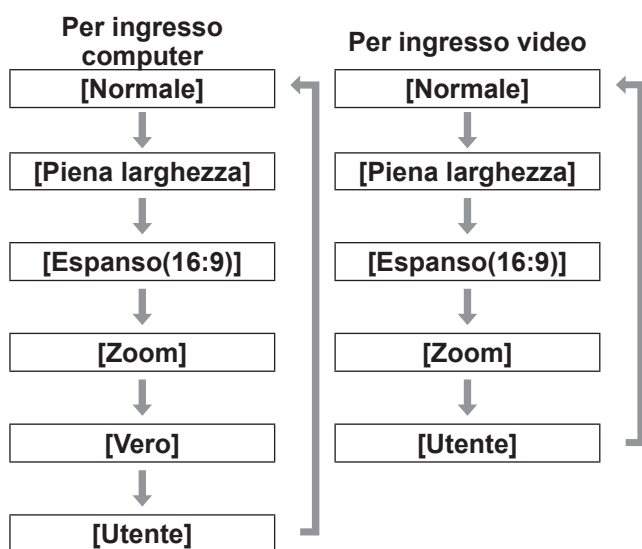 Per ingresso
computer
[Normale]
[Piena larghezza]
[Espanso(16:9)]
[Zoom]
[Vero]
[Utente]
Per ingresso video
[Normale]
[Piena larghezza]
[Espanso(16:9)]
[Zoom]
[Utente]